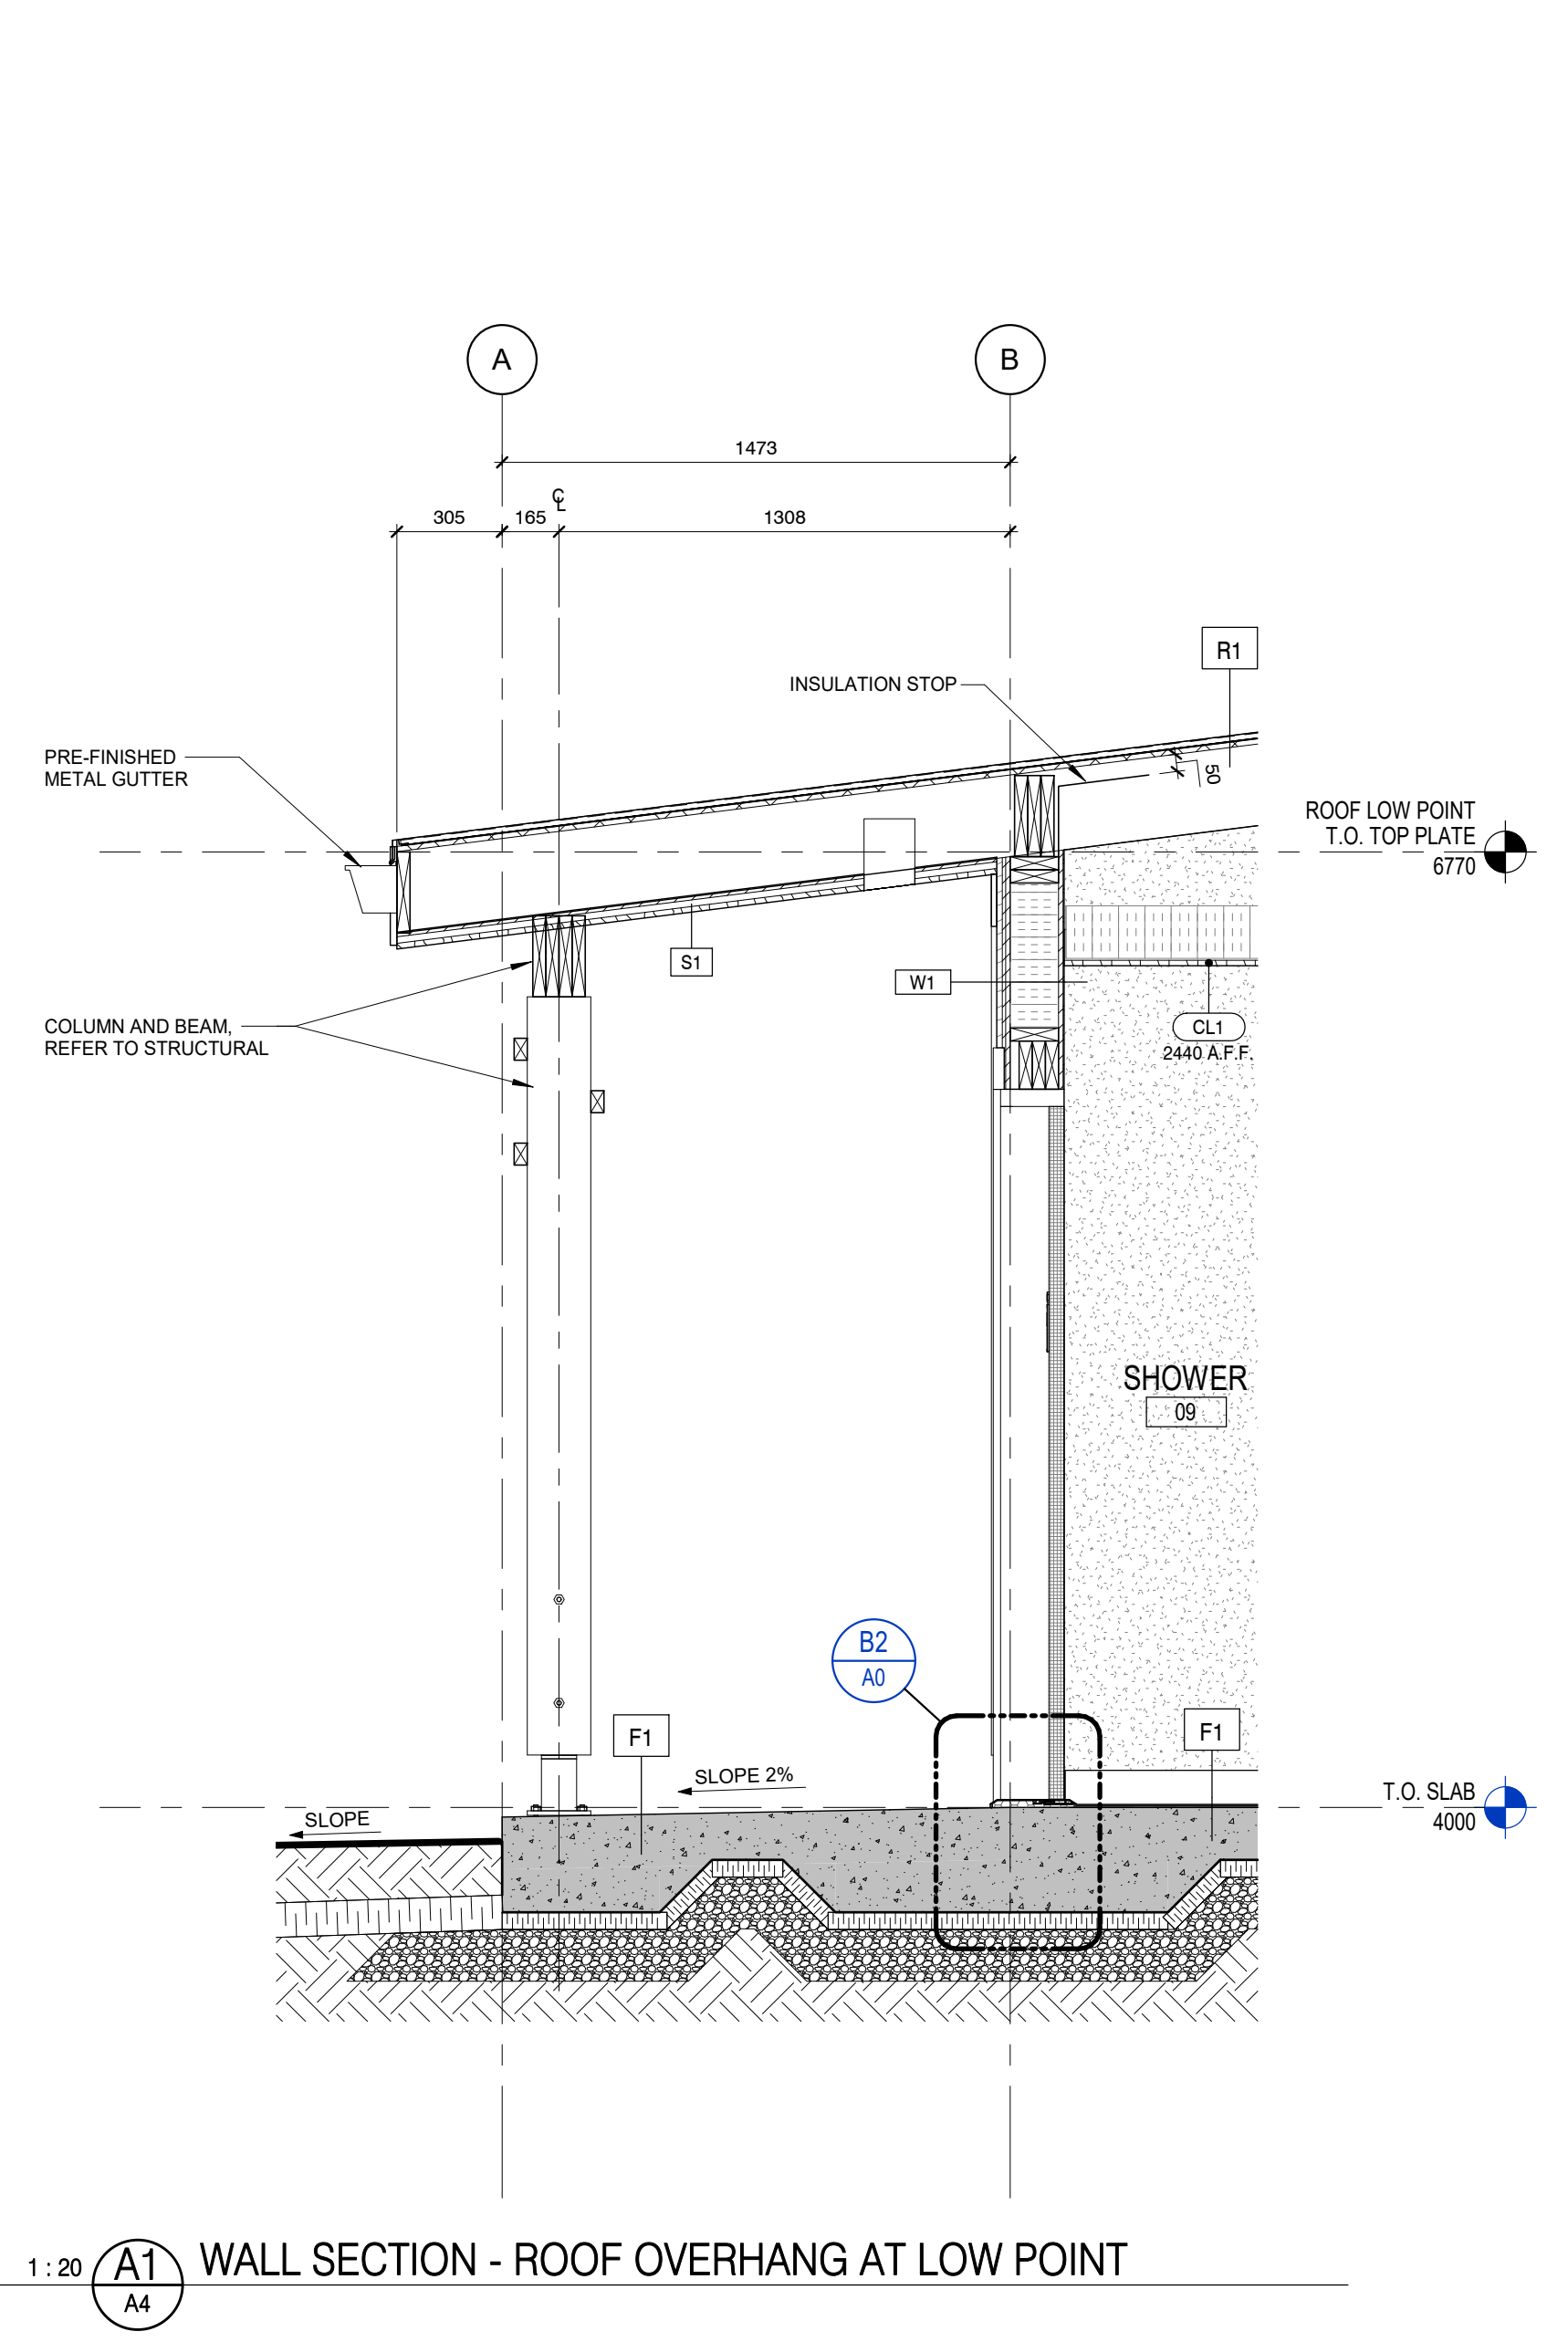 A
B
1473
305
165
CL
1308
R1
INSULATION STOP
PRE-FINISHED
METAL GUTTER
50
ROOF LOW POINT
T.O. TOP PLATE
6770
S1
W1
COLUMN AND BEAM,
REFER TO STRUCTURAL
CL1
2440 A.F.F.
SHOWER
09
B2
A0
F1
F1
SLOPE 2%
SLOPE
T.O. SLAB
4000
1 : 20
A1
A4
WALL SECTION - ROOF OVERHANG AT LOW POINT